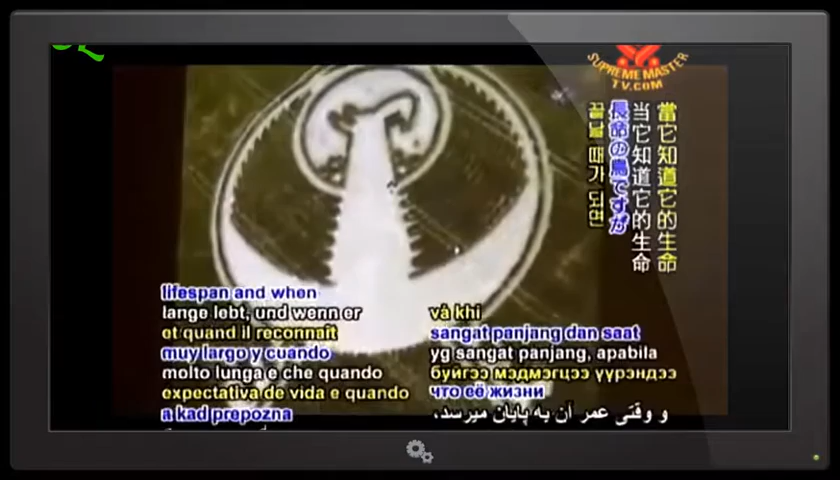 SUPREME MASTER
TV.COM
當它知道它的生命
当它知道它的生命
長命の鳥ですが
끝날 때가 되면
lifespan and when
lange lebt, und wenn er
et quand il reconnaît
muy largo y cuando
molto lunga e che quando
expectativa de vida e quando
a kad prepozna
và khi
sangat panjang dan saat
yg sangat panjang, apabila
буйгээ мэдмэгцээ үүрэндээ
что её жизни
و وقتی عمر آن به پایان میرسد،